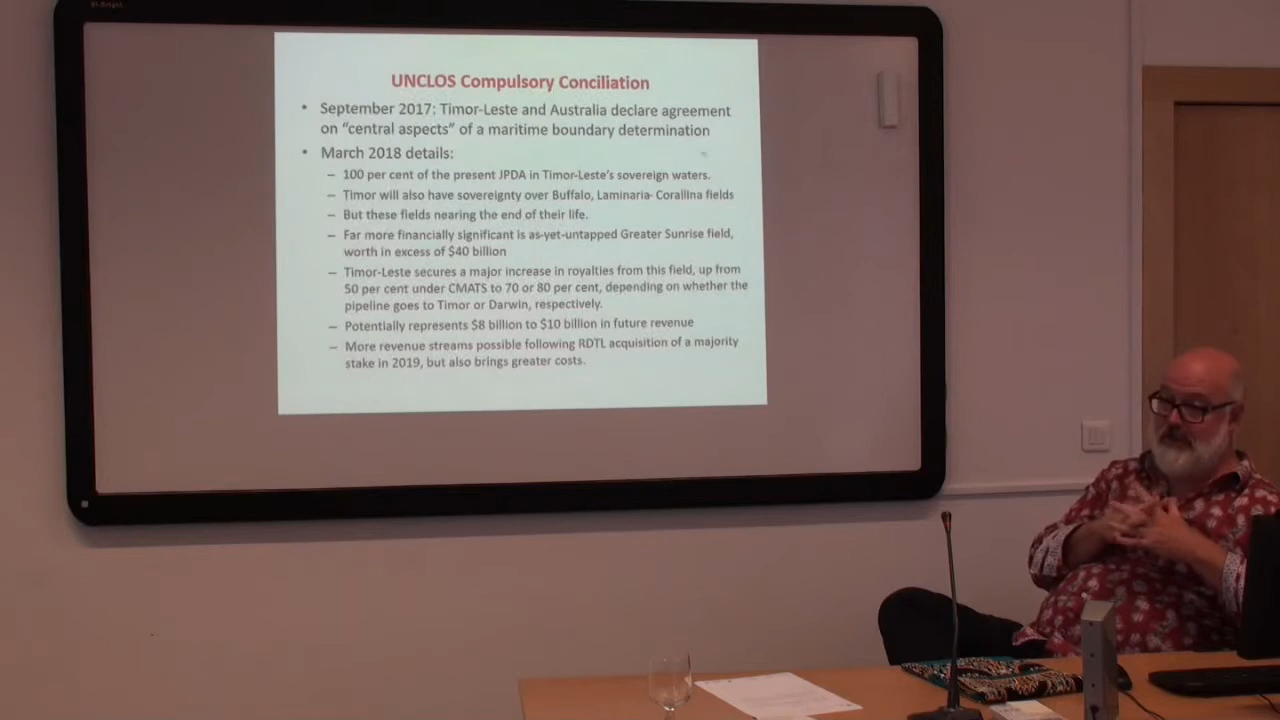 UNCLOS Compulsory Conciliation
• September 2017: Timor-Leste and Australia declare agreement
on “central aspects” of a maritime boundary determination
• March 2018 details:
– 100 per cent of the present JPDA in Timor-Leste's sovereign waters.
– Timor will also have sovereignty over Buffalo, Laminaria- Corallina fields
– But these fields nearing the end of their life.
– Far more financially significant is as-yet-untapped Greater Sunrise field,
worth in excess of $40 billion
– Timor-Leste secures a major increase in royalties from this field, up from
50 per cent under CMATS to 70 or 80 per cent, depending on whether the
pipeline goes to Timor or Darwin, respectively.
– Potentially represents $8 billion to $10 billion in future revenue
– More revenue streams possible following RDTL acquisition of a majority
stake in 2019, but also brings greater costs.